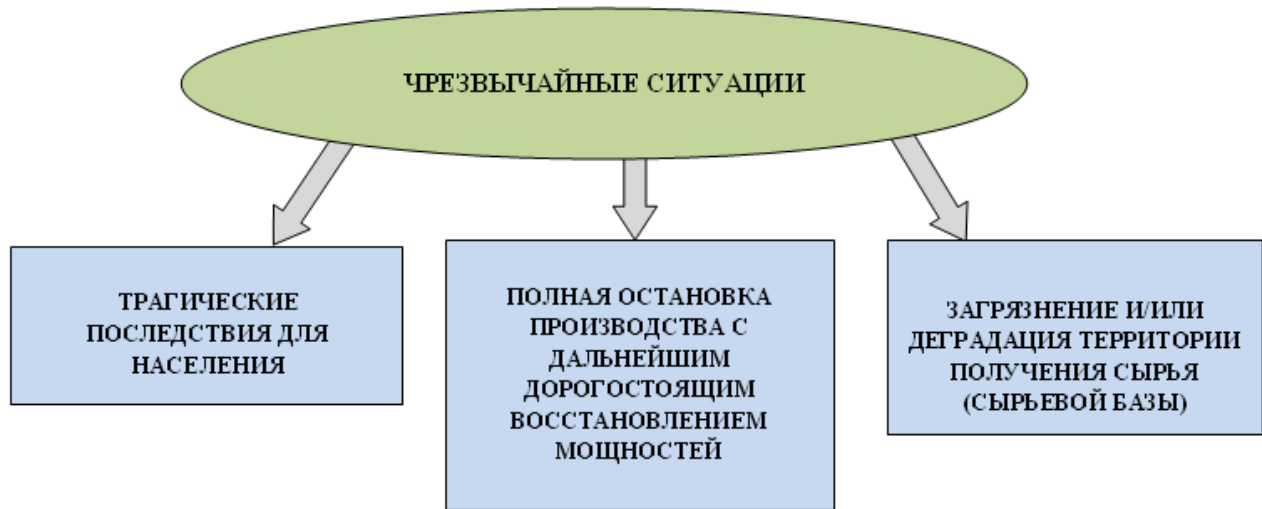 ЧРЕЗВЫЧАЙНЫЕ СИТУАЦИИ
ТРАГИЧЕСКИЕ
ПОСЛЕДСТВИЯ ДЛЯ
НАСЕЛЕНИЯ
ПОЛНАЯ ОСТАНОВКА
ПРОИЗВОДСТВА С
ДАЛЬНЕЙШИМ
ДОРОГОСТОЯЩИМ
ВОССТАНОВЛЕНИЕМ
МОЩНОСТЕЙ
ЗАГРЯЗНЕНИЕ И/ИЛИ
ДЕГРАДАЦИЯ ТЕРРИТОРИИ
ПОЛУЧЕНИЯ СЫРЬЯ
(СЫРЬЕВОЙ БАЗЫ)